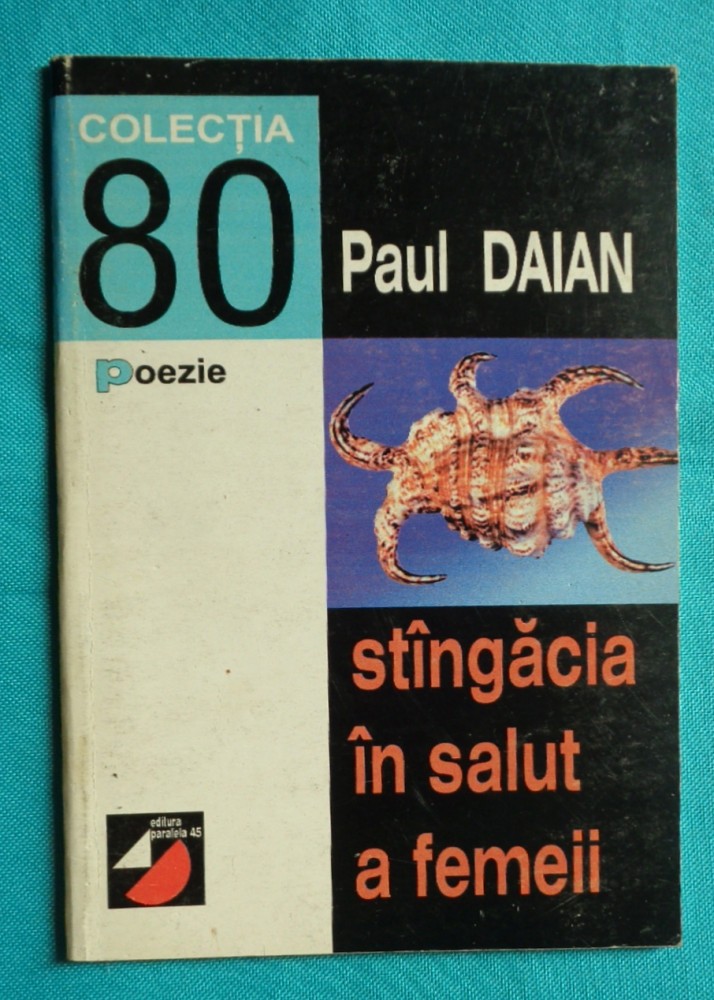 COLECȚIA
80
Paul DAIAN
poezie
stîngăcia
în salut
a femeii
editura
paralela 45